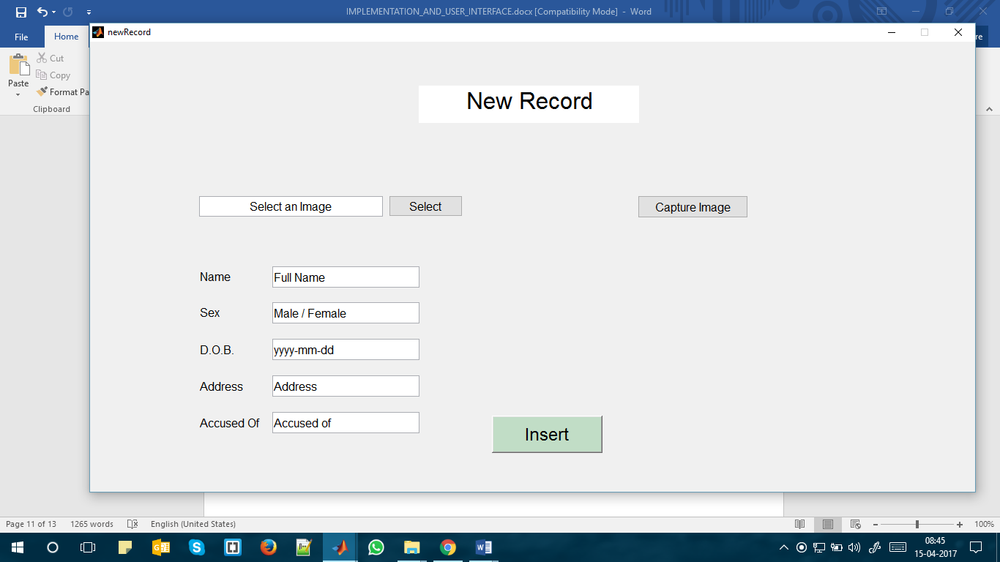 IMPLEMENTATION_AND_USER_INTERFACE.docx [Compatibility Mode] - Word
File Home re
newRecord
Cut
Copy
Paste
Format Pa
Clipboard
New Record
Select an Image Select Capture Image
Name Full Name
Sex Male / Female
D.O.B. yyyy-mm-dd
Address Address
Accused Of Accused of
Insert
Page 11 of 13 1265 words English (United States) 100%
08:45
15-04-2017